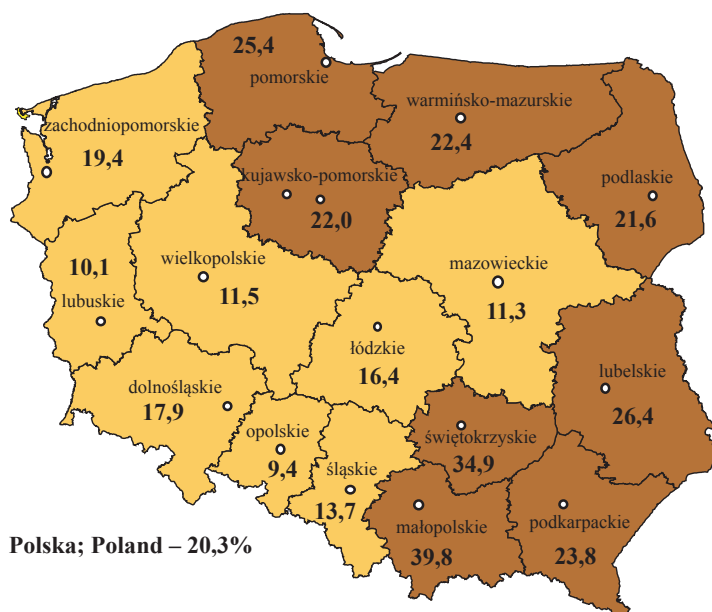 25,4
pomorskie
warmińsko-mazurskie
22,4
zachodniopomorskie
19,4
kujawsko-pomorskie
22,0
podlaskie
21,6
10,1
lubuskie
wielkopolskie
11,5
mazowieckie
11,3
łódzkie
16,4
lubelskie
26,4
dolnośląskie
17,9
opolskie
9,4
śląskie
13,7
świętokrzyskie
34,9
małopolskie
39,8
podkarpackie
23,8
Polska; Poland – 20,3%